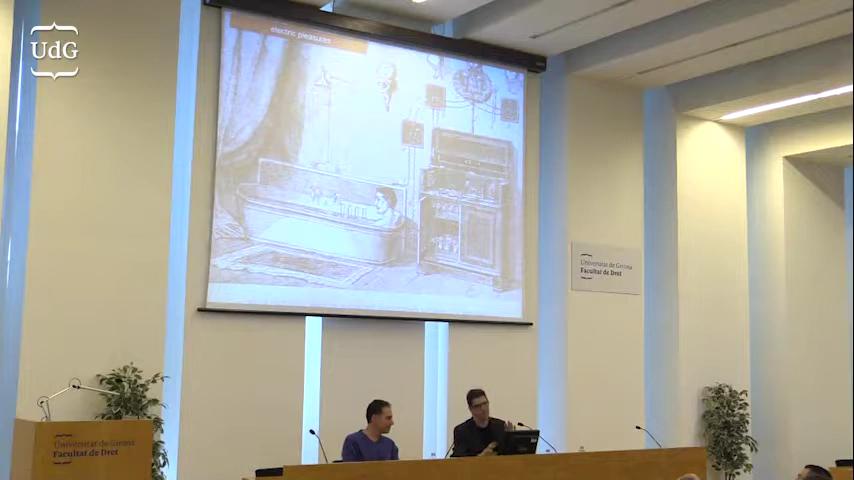 UdG
electric pleasures
Universitat de Girona
Facultat de Dret
Universitat de Girona
Facultat de Dret